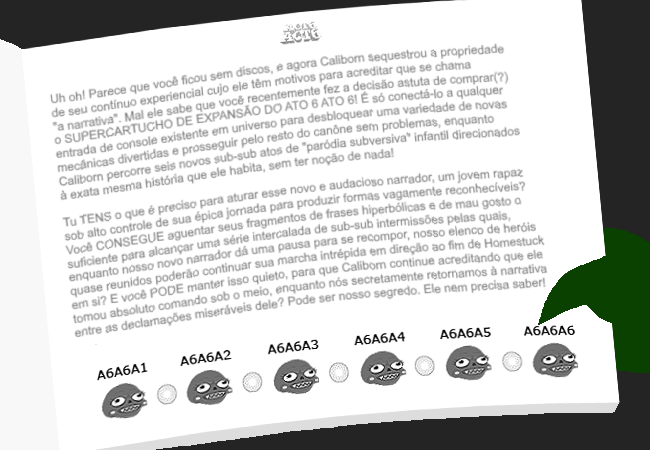 Uh oh! Parece que você ficou sem discos, e agora Caliborn sequestrou a propriedade
de seu contínuo experiencial cujo ele têm motivos para acreditar que se chama
"a narrativa". Mal ele sabe que você recentemente fez a decisão astuta de comprar(?)
o SUPERCARTUCHO DE EXPANSÃO DO ATO 6 ATO 6! É só conectá-lo a qualquer
entrada de console existente em universo para desbloquear uma variedade de novas
mecânicas divertidas e prosseguir pelo resto do canône sem problemas, enquanto
Caliborn percorre seis novos sub-sub atos de "paródia subversiva" infantil direcionados
à exata mesma história que ele habita, sem ter noção de nada!
Tu TENS o que é preciso para aturar esse novo e audacioso narrador, um jovem rapaz
sob alto controle de sua épica jornada para produzir formas vagamente reconhecíveis?
Você CONSEGUE aguentar seus fragmentos de frases hiperbólicas e de mau gosto o
suficiente para alcançar uma série intercalada de sub-sub intermissões pelas quais,
enquanto nosso novo narrador dá uma pausa para se recompor, nosso elenco de heróis
quase reunidos poderão continuar sua marcha intrépida em direção ao fim de Homestuck
em si? E você PODE manter isso quieto, para que Caliborn continue acreditando que ele
tomou absoluto comando sob o meio, enquanto nós secretamente retornamos à narrativa
entre as declamações miseráveis dele? Pode ser nosso segredo. Ele nem precisa saber!
A6A6A1 A6A6A2 A6A6A3 A6A6A4 A6A6A5 A6A6A6